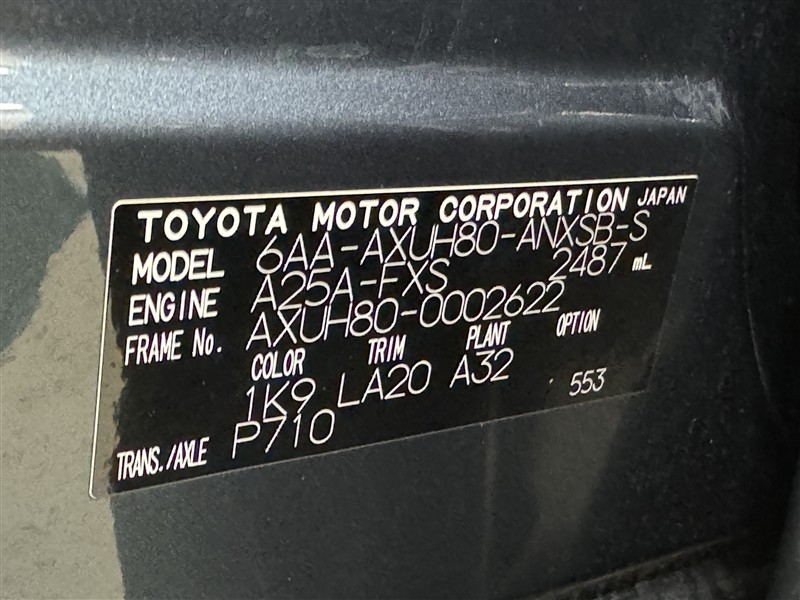 TOYOTA MOTOR CORPORATION JAPAN
MODEL 6AA-AXUH80-ANXSB-S
ENGINE A25A-FXS 2487 mL
FRAME No. AXUH80-0002622
COLOR TRIM PLANT OPTION
1K9 LA20 A32 553
TRANS./AXLE P710